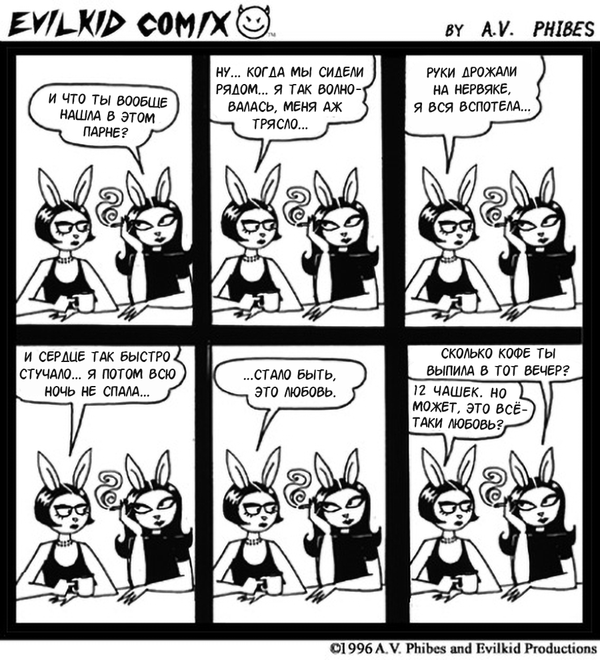 EVILKID COMIX TM
BY A.V. PHIBES
И ЧТО ТЫ ВООБЩЕ
НАШЛА В ЭТОМ
ПАРНЕ?
НУ... КОГДА МЫ СИДЕЛИ
РЯДОМ... Я ТАК ВОЛНО-
ВАЛАСЬ, МЕНЯ АЖ
ТРЯСЛО...
РУКИ ДРОЖАЛИ
НА НЕРВЯКЕ,
Я ВСЯ ВСПОТЕЛА...
И СЕРДЦЕ ТАК БЫСТРО
СТУЧАЛО... Я ПОТОМ ВСЮ
НОЧЬ НЕ СПАЛА...
...СТАЛО БЫТЬ,
ЭТО ЛЮБОВЬ.
СКОЛЬКО КОФЕ ТЫ
ВЫПИЛА В ТОТ ВЕЧЕР?
12 ЧАШЕК. НО
МОЖЕТ, ЭТО ВСЁ-
ТАКИ ЛЮБОВЬ?
©1996 A.V. Phibes and Evilkid Productions